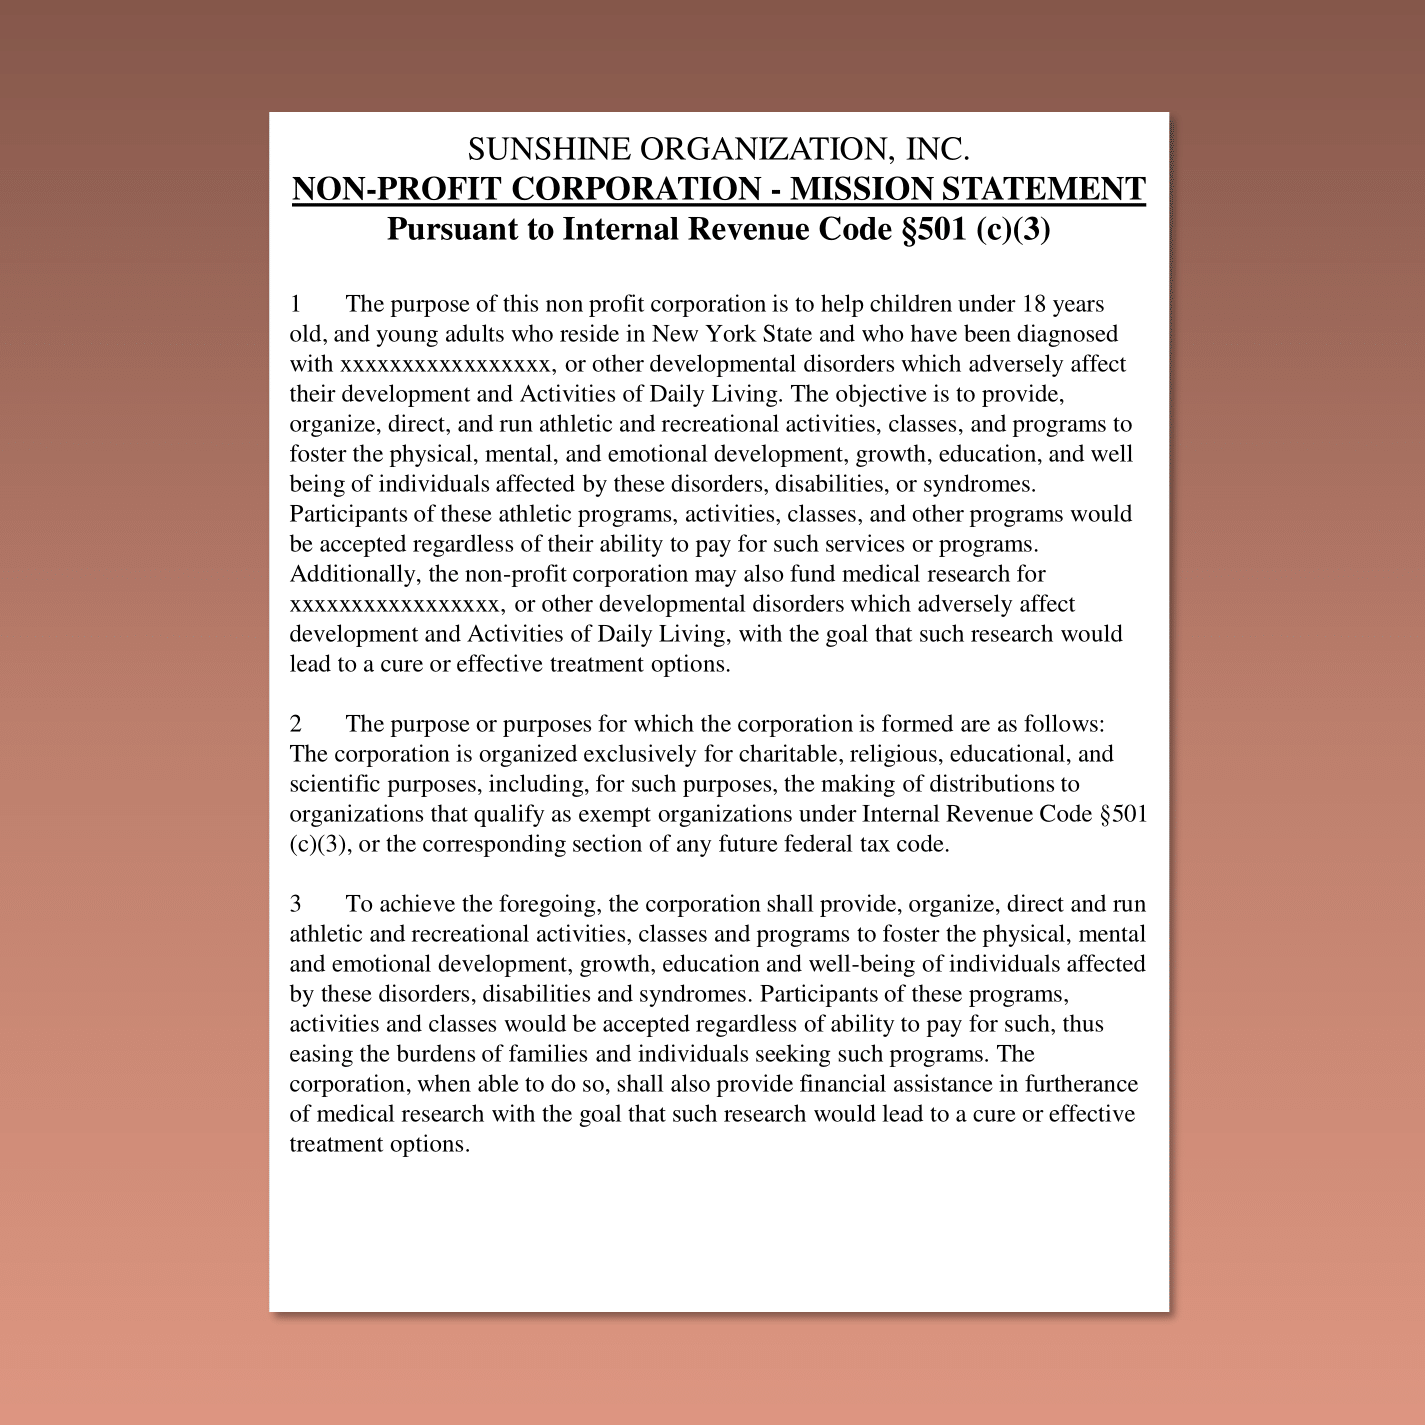 SUNSHINE ORGANIZATION, INC.
NON-PROFIT CORPORATION - MISSION STATEMENT
Pursuant to Internal Revenue Code §501 (c)(3)
1 The purpose of this non profit corporation is to help children under 18 years
old, and young adults who reside in New York State and who have been diagnosed
with xxxxxxxxxxxxxxxxx, or other developmental disorders which adversely affect
their development and Activities of Daily Living. The objective is to provide,
organize, direct, and run athletic and recreational activities, classes, and programs to
foster the physical, mental, and emotional development, growth, education, and well
being of individuals affected by these disorders, disabilities, or syndromes.
Participants of these athletic programs, activities, classes, and other programs would
be accepted regardless of their ability to pay for such services or programs.
Additionally, the non-profit corporation may also fund medical research for
xxxxxxxxxxxxxxxxx, or other developmental disorders which adversely affect
development and Activities of Daily Living, with the goal that such research would
lead to a cure or effective treatment options.
2 The purpose or purposes for which the corporation is formed are as follows:
The corporation is organized exclusively for charitable, religious, educational, and
scientific purposes, including, for such purposes, the making of distributions to
organizations that qualify as exempt organizations under Internal Revenue Code §501
(c)(3), or the corresponding section of any future federal tax code.
3 To achieve the foregoing, the corporation shall provide, organize, direct and run
athletic and recreational activities, classes and programs to foster the physical, mental
and emotional development, growth, education and well-being of individuals affected
by these disorders, disabilities and syndromes. Participants of these programs,
activities and classes would be accepted regardless of ability to pay for such, thus
easing the burdens of families and individuals seeking such programs. The
corporation, when able to do so, shall also provide financial assistance in furtherance
of medical research with the goal that such research would lead to a cure or effective
treatment options.